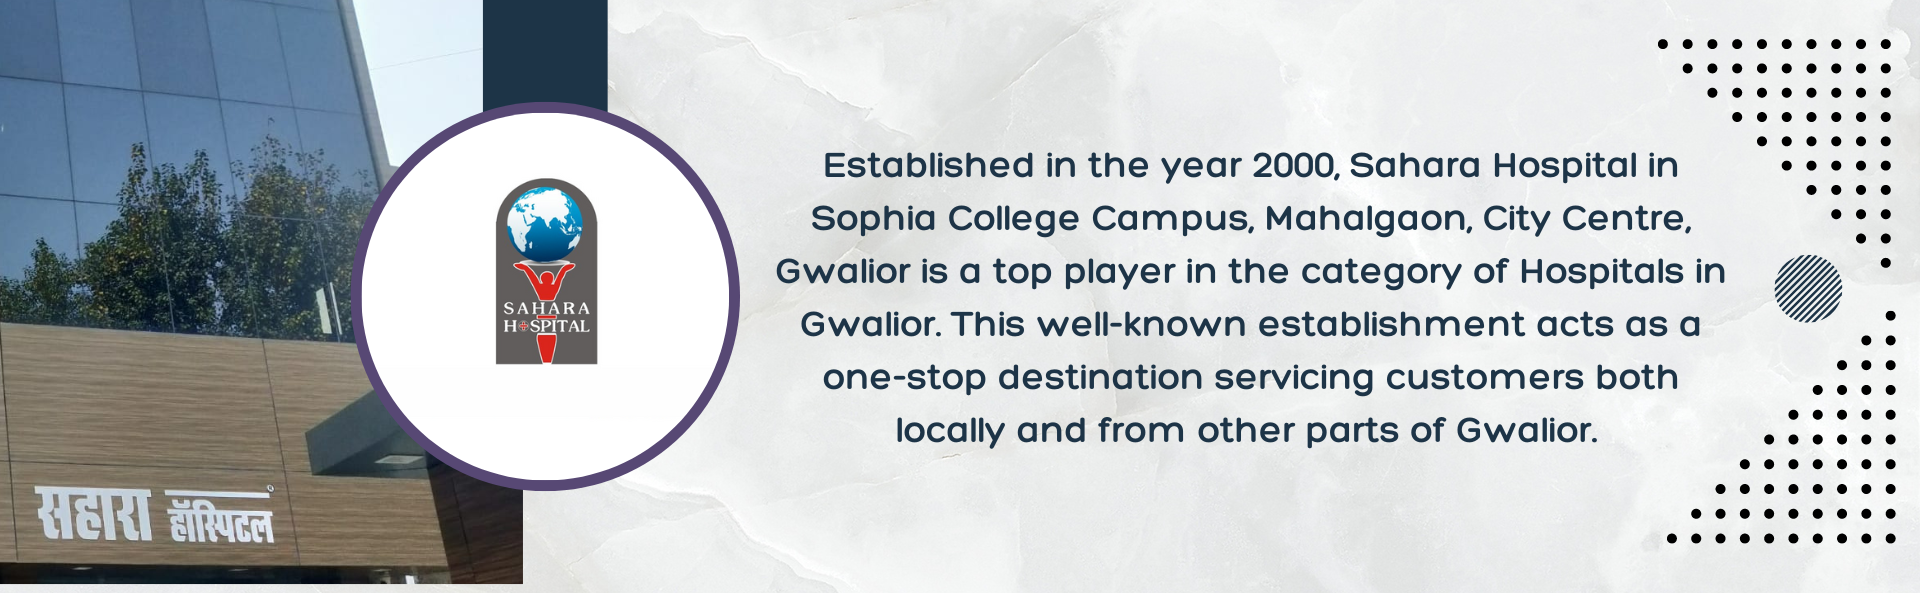 सहारा हॉस्पिटल
SAHARA
HOSPITAL
Established in the year 2000, Sahara Hospital in
Sophia College Campus, Mahalgaon, City Centre,
Gwalior is a top player in the category of Hospitals in
Gwalior. This well-known establishment acts as a
one-stop destination servicing customers both
locally and from other parts of Gwalior.